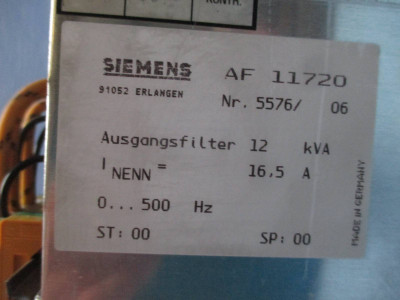 KONTR.
SIEMENS AF 11720
91052 ERLANGEN Nr. 5576/ 06
Ausgangsfilter 12 kVA
I NENN = 16,5 A
0... 500 Hz
ST: 00 SP: 00
MADE IN GERMANY